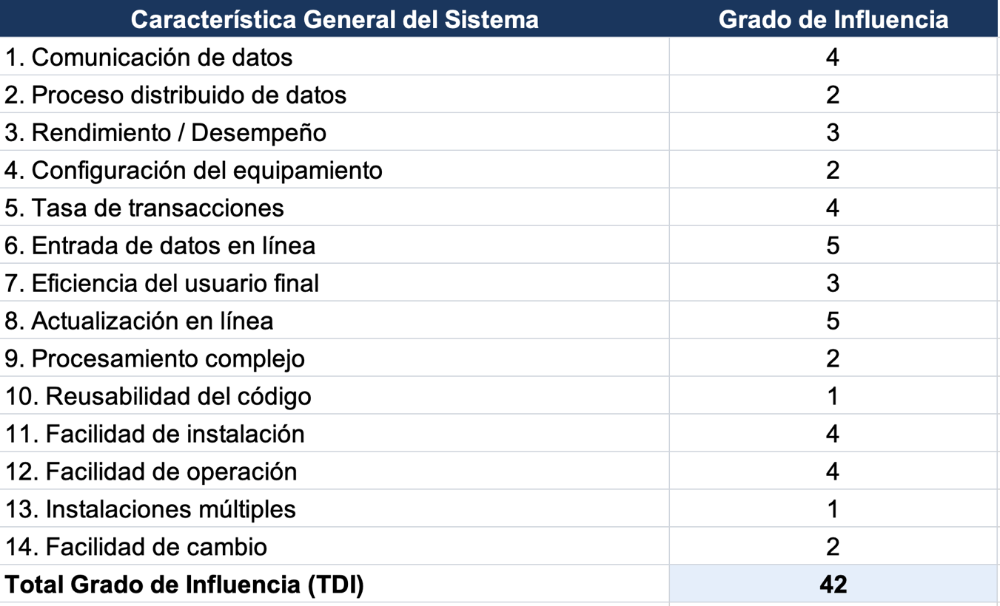 Característica General del Sistema Grado de Influencia
1. Comunicación de datos 4
2. Proceso distribuido de datos 2
3. Rendimiento / Desempeño 3
4. Configuración del equipamiento 2
5. Tasa de transacciones 4
6. Entrada de datos en línea 5
7. Eficiencia del usuario final 3
8. Actualización en línea 5
9. Procesamiento complejo 2
10. Reusabilidad del código 1
11. Facilidad de instalación 4
12. Facilidad de operación 4
13. Instalaciones múltiples 1
14. Facilidad de cambio 2
Total Grado de Influencia (TDI) 42